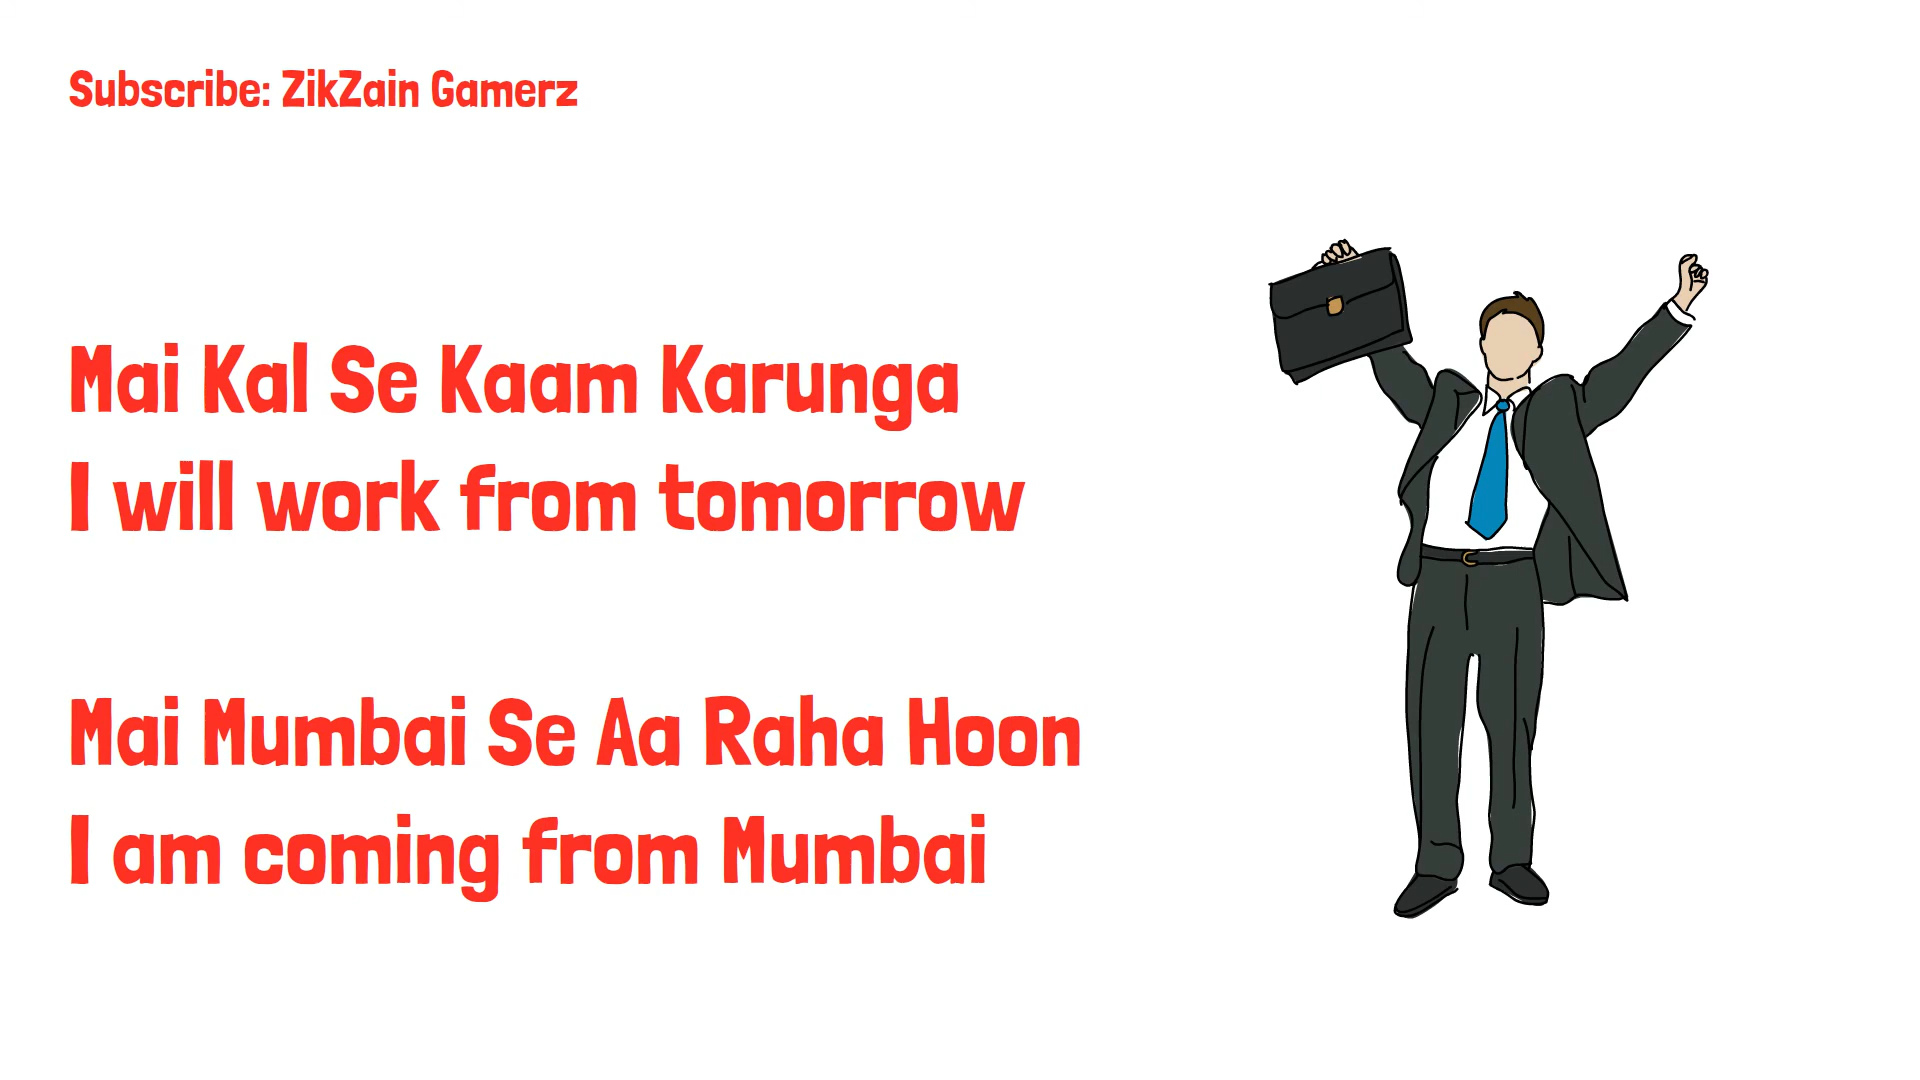 Subscribe: ZikZain Gamerz
Mai Kal Se Kaam Karunga
I will work from tomorrow
Mai Mumbai Se Aa Raha Hoon
I am coming from Mumbai